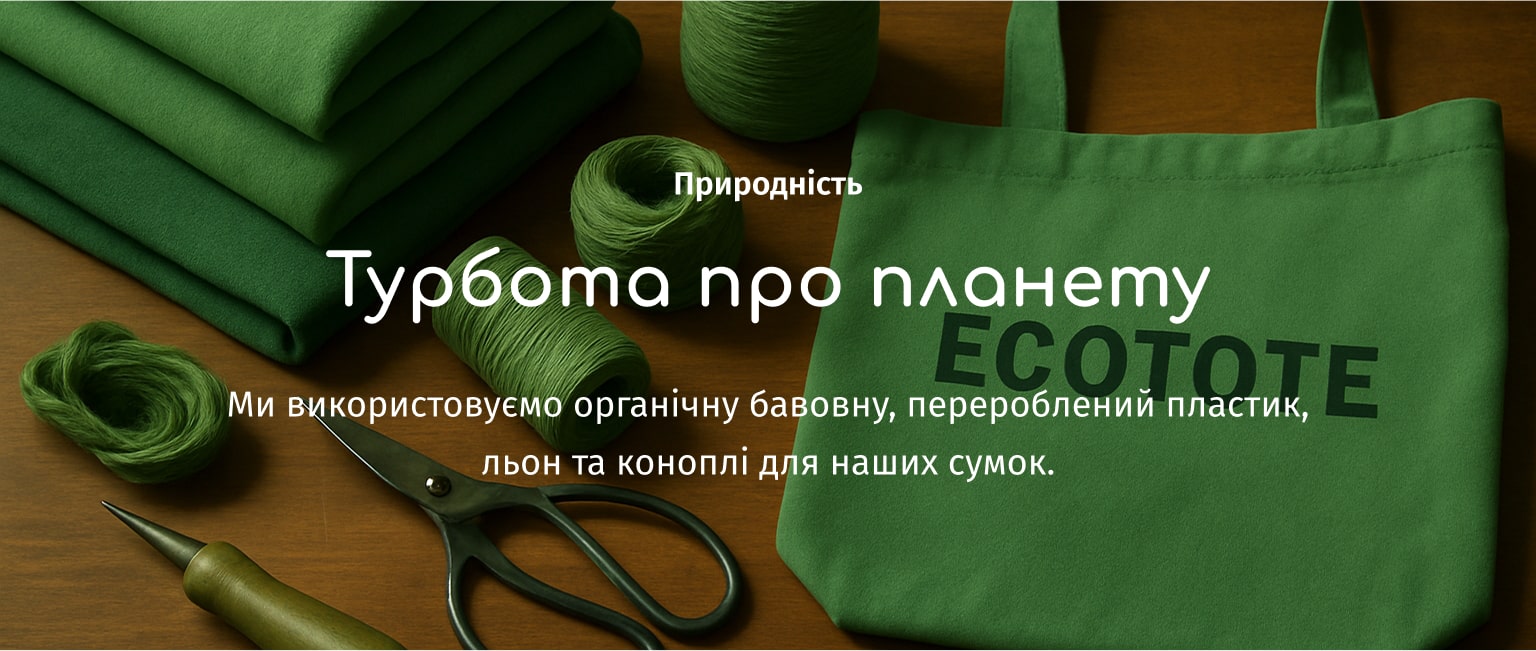 Природність
Турбота про планету
ECOTOTE
Ми використовуємо органічну бавовну, перероблений пластик,
льон та коноплі для наших сумок.